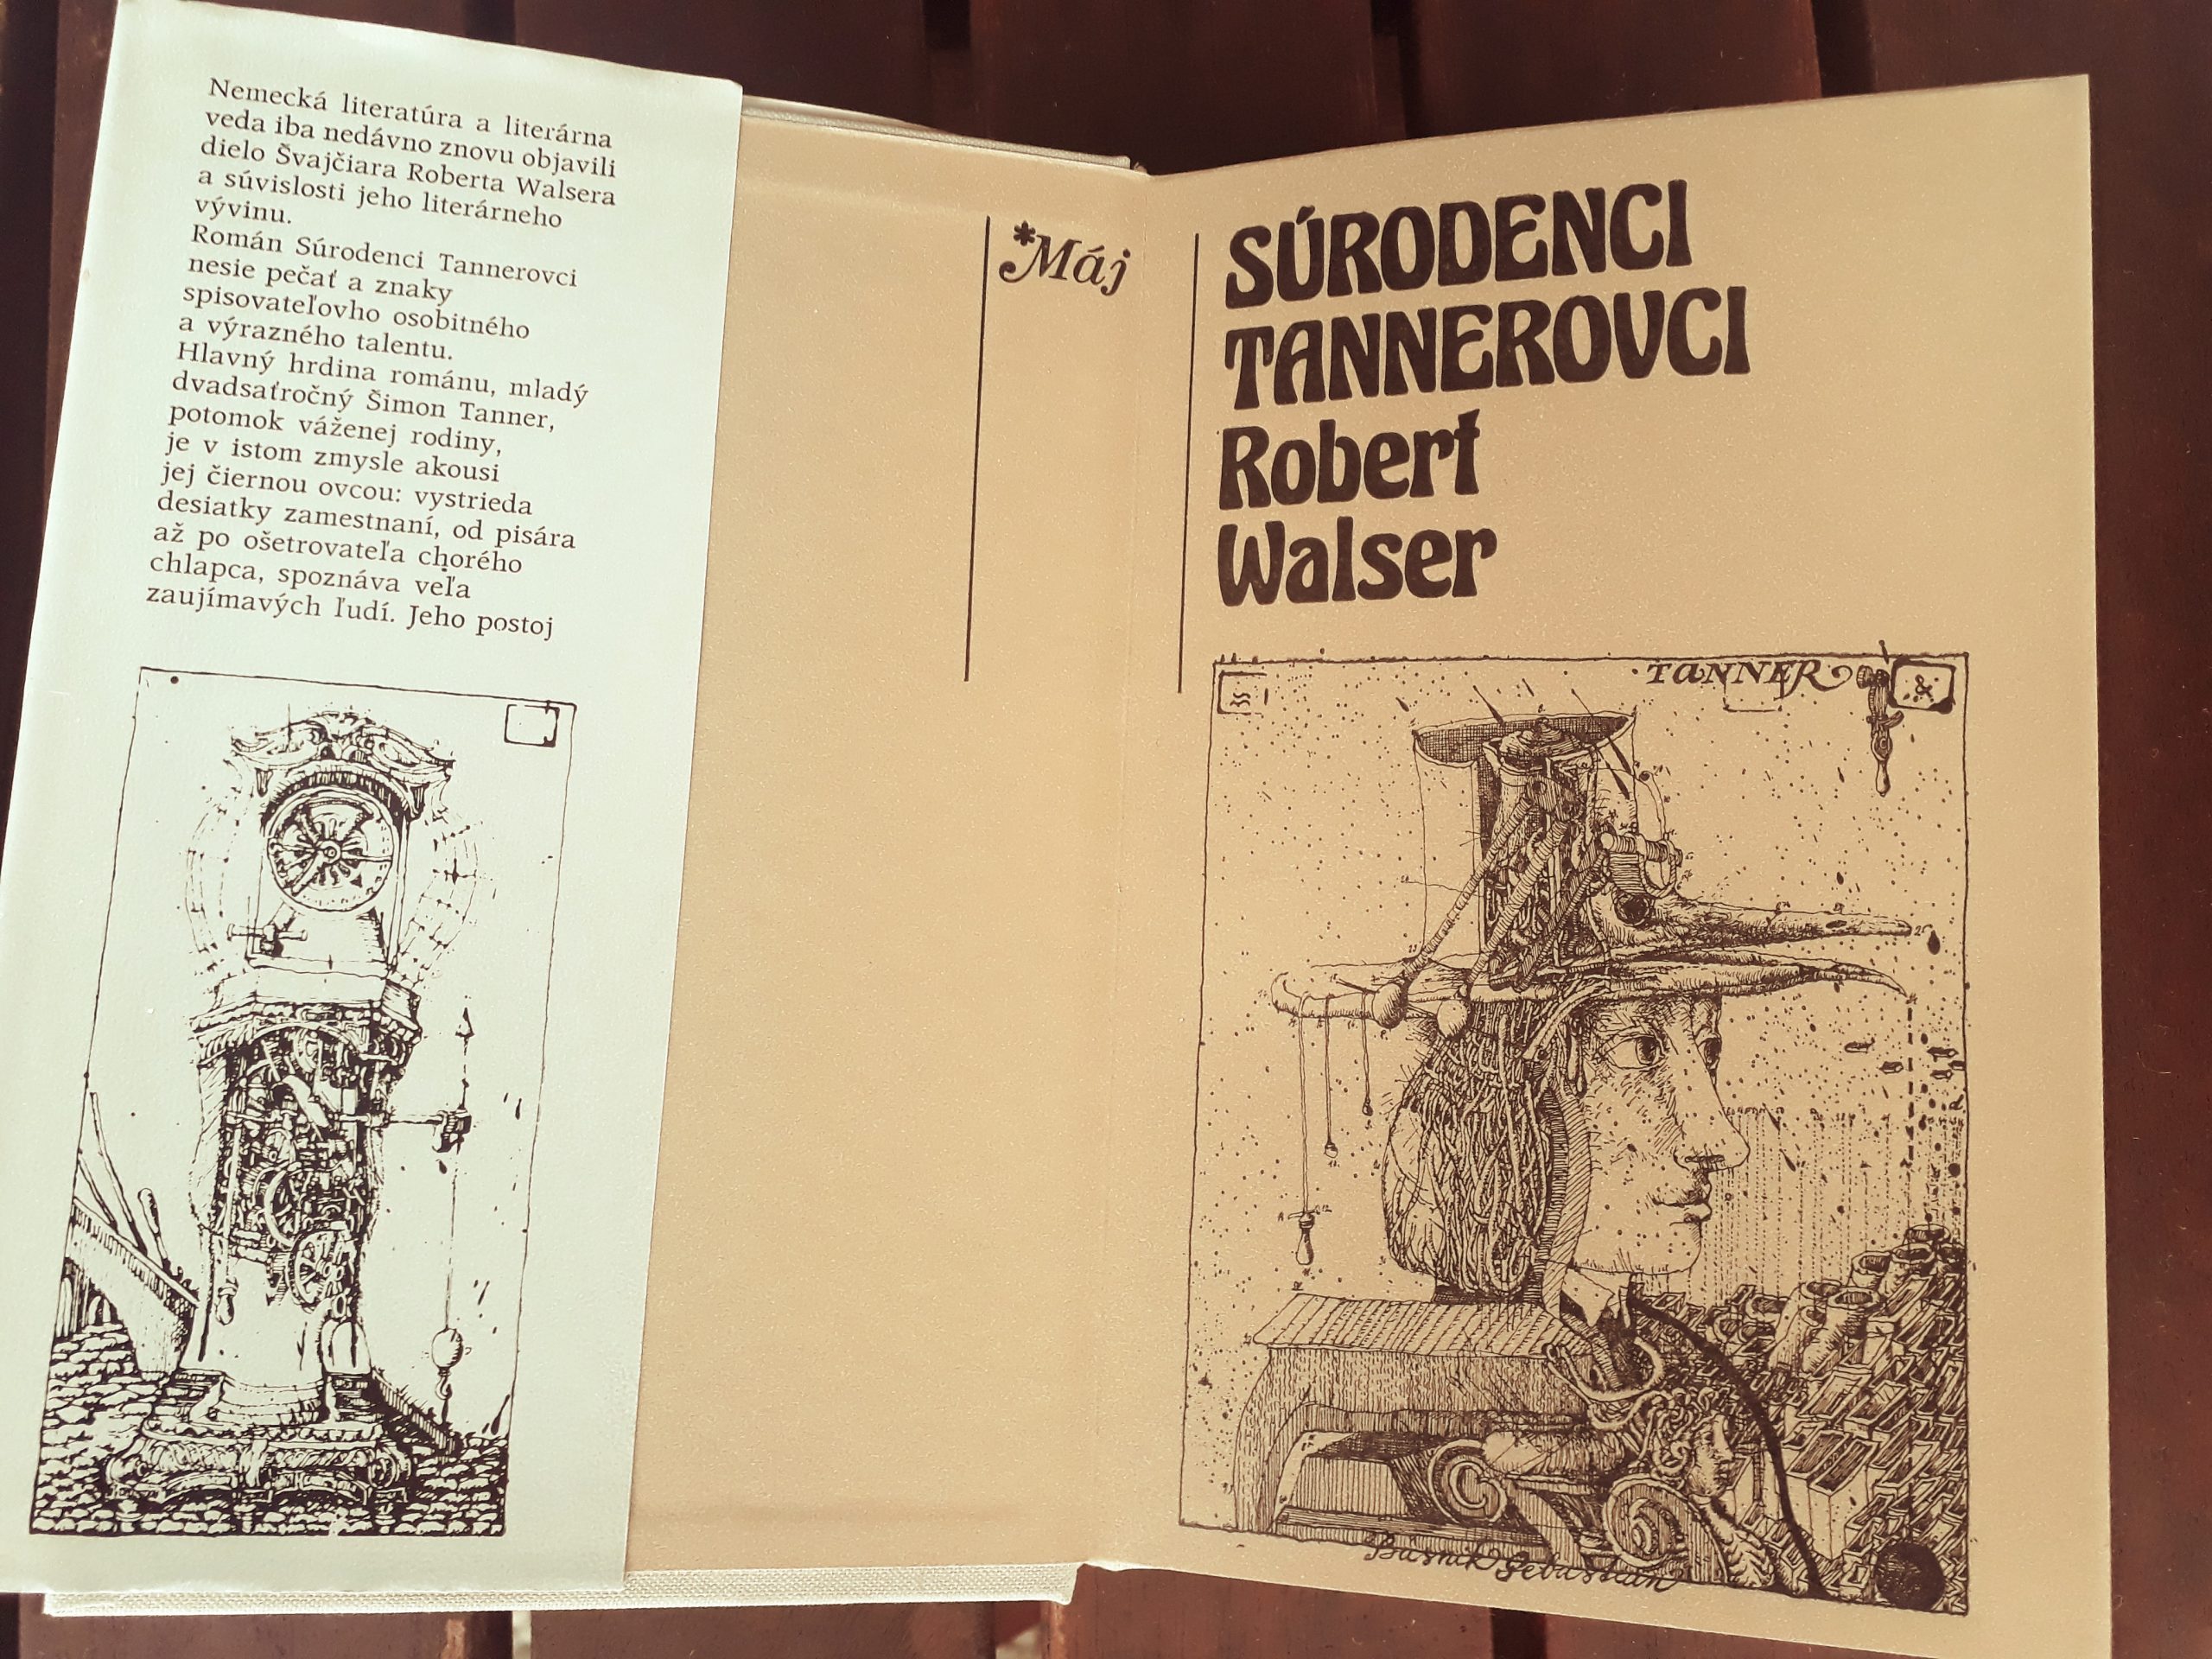 Nemecká literatúra a literárna
veda iba nedávno znovu objavili
dielo Švajčiara Roberta Walsera
a súvislosti jeho literárneho
vývinu.
Román Súrodenci Tannerovci
nesie pečať a znaky
spisovateľovho osobitného
a výrazného talentu.
Hlavný hrdina románu, mladý
dvadsaťročný Šimon Tanner,
potomok váženej rodiny,
je v istom zmysle akousi
jej čiernou ovcou: vystrieda
desiatky zamestnaní, od pisára
až po ošetrovateľa chorého
chlapca, spoznáva veľa
zaujímavých ľudí. Jeho postoj
*Máj
SÚRODENCI
TANNEROVCI
Robert
Walser
TANNER
&
Básnik Sebastian